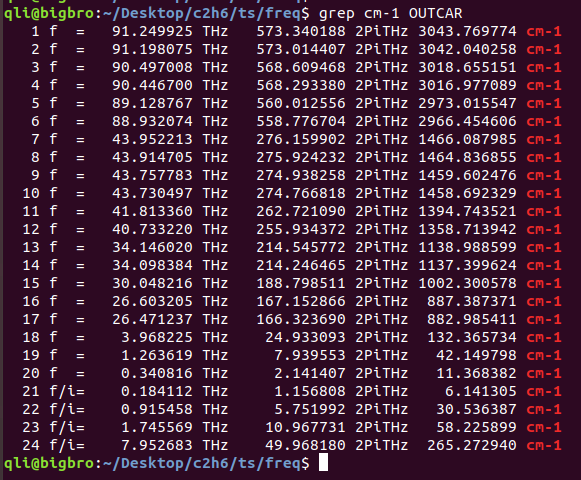 qli@bigbro:~/Desktop/c2h6/ts/freq$ grep cm-1 OUTCAR
1 f = 91.249925 THz 573.340188 2PiTHz 3043.769774 cm-1
2 f = 91.198075 THz 573.014407 2PiTHz 3042.040258 cm-1
3 f = 90.497008 THz 568.609468 2PiTHz 3018.655151 cm-1
4 f = 90.446700 THz 568.293380 2PiTHz 3016.977089 cm-1
5 f = 89.128767 THz 560.012556 2PiTHz 2973.015547 cm-1
6 f = 88.932074 THz 558.776704 2PiTHz 2966.454606 cm-1
7 f = 43.952213 THz 276.159902 2PiTHz 1466.087985 cm-1
8 f = 43.914705 THz 275.924232 2PiTHz 1464.836855 cm-1
9 f = 43.757783 THz 274.938258 2PiTHz 1459.602476 cm-1
10 f = 43.730497 THz 274.766818 2PiTHz 1458.692329 cm-1
11 f = 41.813360 THz 262.721090 2PiTHz 1394.743521 cm-1
12 f = 40.733220 THz 255.934372 2PiTHz 1358.713942 cm-1
13 f = 34.146020 THz 214.545772 2PiTHz 1138.988599 cm-1
14 f = 34.098384 THz 214.246465 2PiTHz 1137.399624 cm-1
15 f = 30.048216 THz 188.798511 2PiTHz 1002.300578 cm-1
16 f = 26.603205 THz 167.152866 2PiTHz 887.387371 cm-1
17 f = 26.471237 THz 166.323690 2PiTHz 882.985411 cm-1
18 f = 3.968225 THz 24.933093 2PiTHz 132.365734 cm-1
19 f = 1.263619 THz 7.939553 2PiTHz 42.149798 cm-1
20 f = 0.340816 THz 2.141407 2PiTHz 11.368382 cm-1
21 f/i= 0.184112 THz 1.156808 2PiTHz 6.141305 cm-1
22 f/i= 0.915458 THz 5.751992 2PiTHz 30.536387 cm-1
23 f/i= 1.745569 THz 10.967731 2PiTHz 58.225899 cm-1
24 f/i= 7.952683 THz 49.968180 2PiTHz 265.272940 cm-1
qli@bigbro:~/Desktop/c2h6/ts/freq$